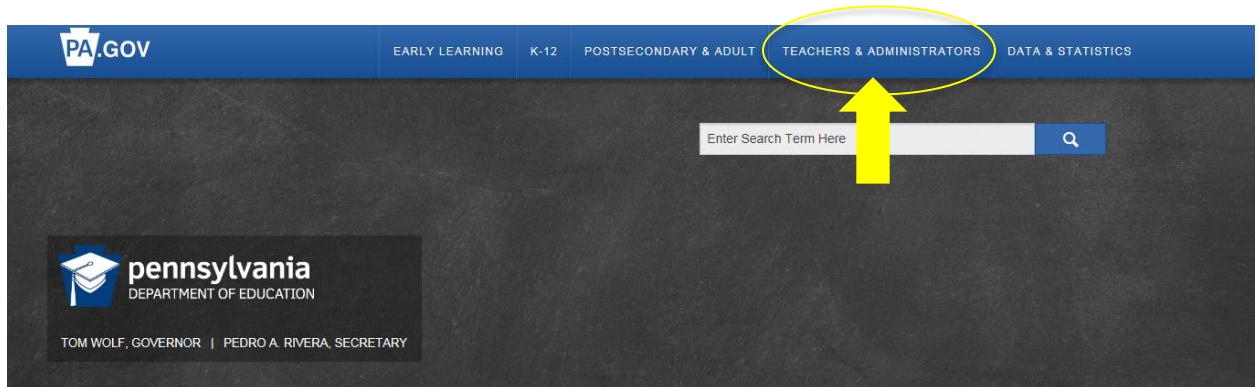 PA.GOV
EARLY LEARNING K-12 POSTSECONDARY & ADULT TEACHERS & ADMINISTRATORS DATA & STATISTICS
Enter Search Term Here
pennsylvania
DEPARTMENT OF EDUCATION
TOM WOLF, GOVERNOR | PEDRO A. RIVERA, SECRETARY